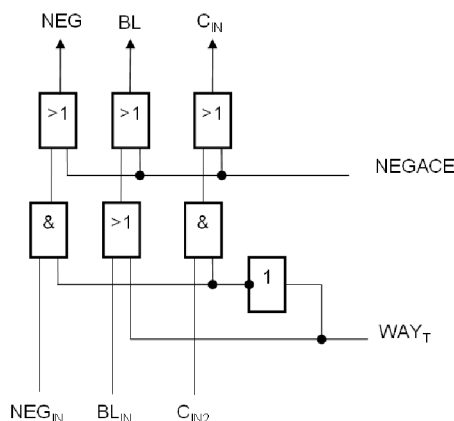 NEG BL C_IN
>1 >1 >1
NEGACE
& >1 &
1
WAY_T
NEG_IN BL_IN C_IN2